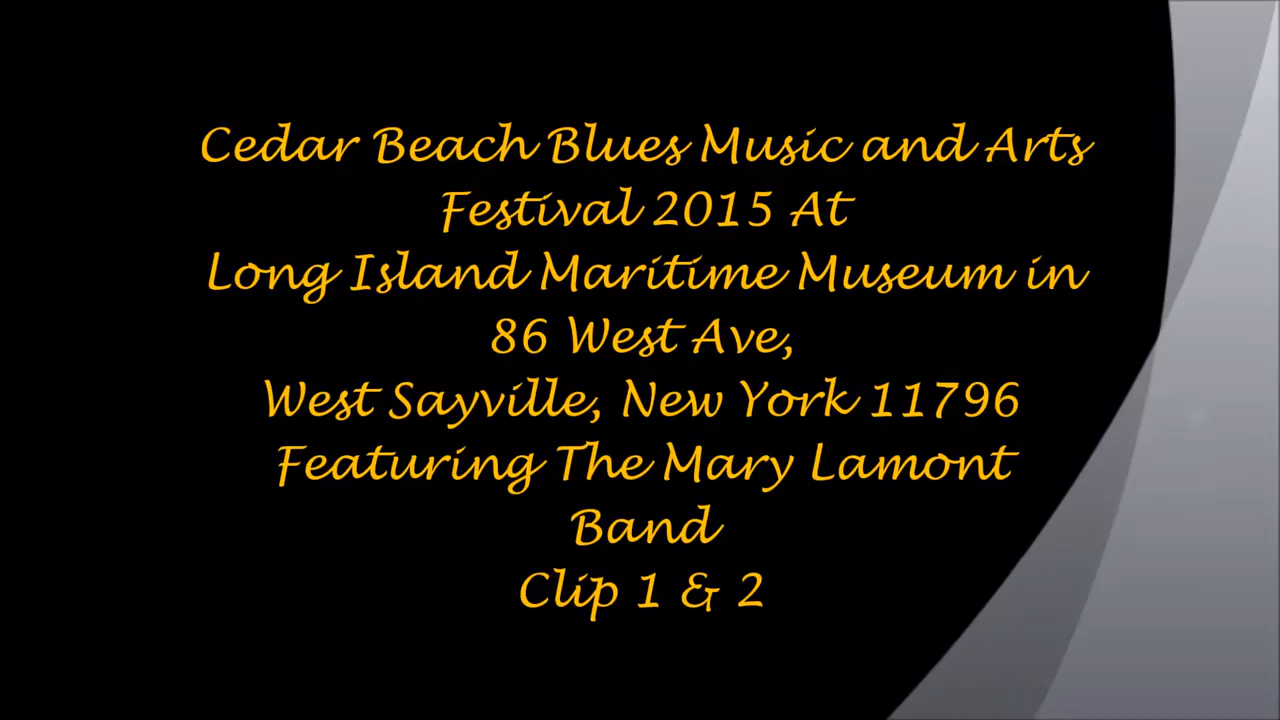 Cedar Beach Blues Music and Arts
Festival 2015 At
Long Island Maritime Museum in
86 West Ave,
West Sayville, New York 11796
Featuring The Mary Lamont
Band
Clip 1 & 2